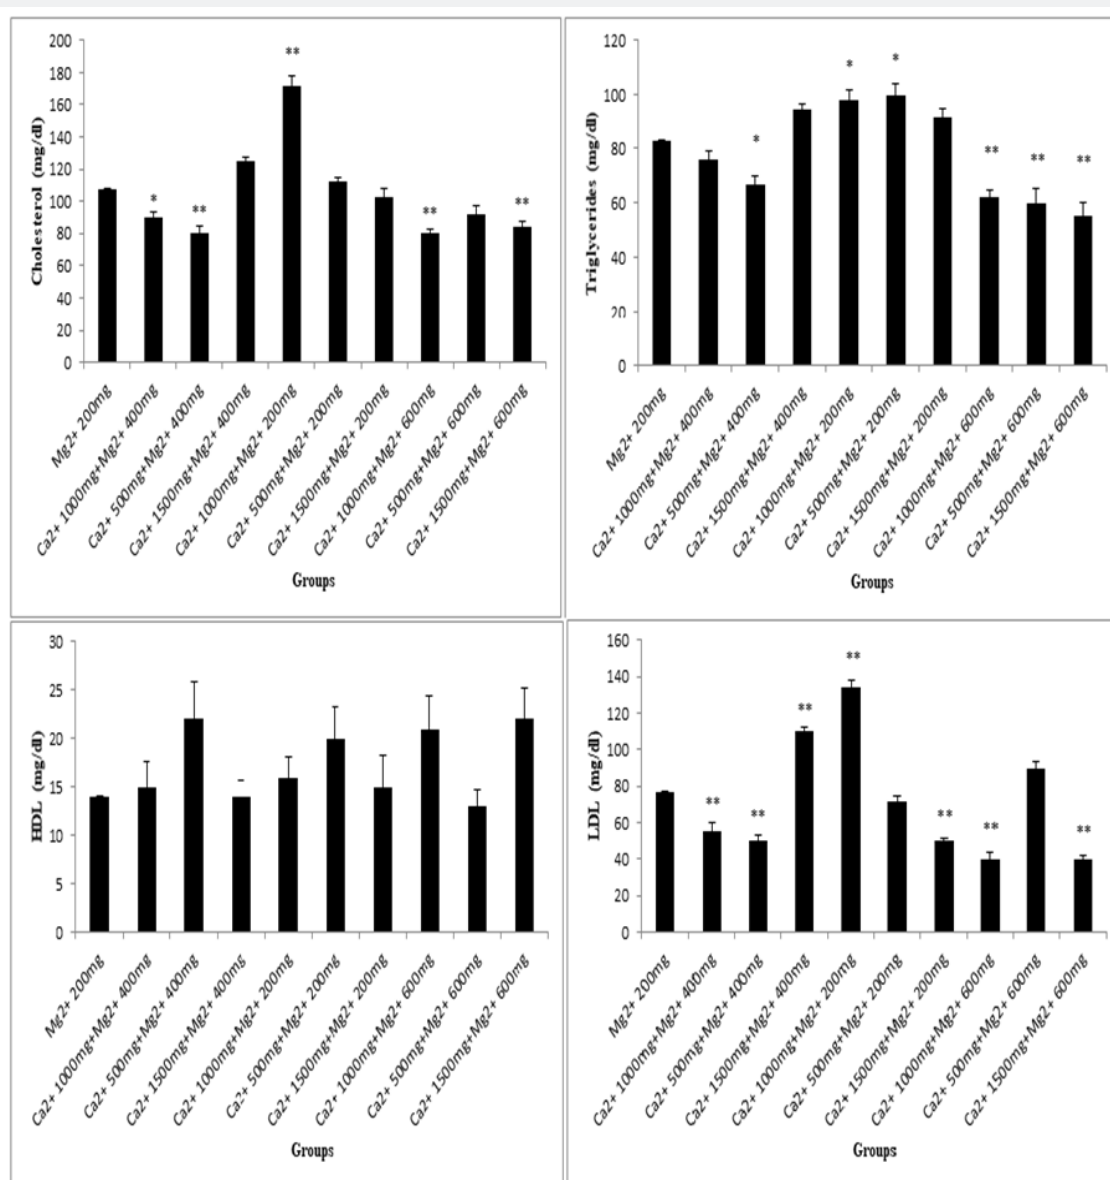 Cholesterol (mg/dl)
200
180
160
140
120
100
80
60
40
20
0
**
*
**
**
**
Mg2+ 200mg
Ca2+ 1000mg+Mg2+ 400mg
Ca2+ 500mg+Mg2+ 400mg
Ca2+ 1500mg+Mg2+ 400mg
Ca2+ 1000mg+Mg2+ 200mg
Ca2+ 500mg+Mg2+ 200mg
Ca2+ 1500mg+Mg2+ 200mg
Ca2+ 1000mg+Mg2+ 600mg
Ca2+ 500mg+Mg2+ 600mg
Ca2+ 1500mg+Mg2+ 600mg
Groups
Triglycerides (mg/dl)
120
100
80
60
40
20
0
*
*
*
**
**
**
Mg2+ 200mg
Ca2+ 1000mg+Mg2+ 400mg
Ca2+ 500mg+Mg2+ 400mg
Ca2+ 1500mg+Mg2+ 400mg
Ca2+ 1000mg+Mg2+ 200mg
Ca2+ 500mg+Mg2+ 200mg
Ca2+ 1500mg+Mg2+ 200mg
Ca2+ 1000mg+Mg2+ 600mg
Ca2+ 500mg+Mg2+ 600mg
Ca2+ 1500mg+Mg2+ 600mg
Groups
HDL (mg/dl)
30
25
20
15
10
5
0
Mg2+ 200mg
Ca2+ 1000mg+Mg2+ 400mg
Ca2+ 500mg+Mg2+ 400mg
Ca2+ 1500mg+Mg2+ 400mg
Ca2+ 1000mg+Mg2+ 200mg
Ca2+ 500mg+Mg2+ 200mg
Ca2+ 1500mg+Mg2+ 200mg
Ca2+ 1000mg+Mg2+ 600mg
Ca2+ 500mg+Mg2+ 600mg
Ca2+ 1500mg+Mg2+ 600mg
Groups
LDL (mg/dl)
160
140
120
100
80
60
40
20
0
**
**
**
**
**
**
**
Mg2+ 200mg
Ca2+ 1000mg+Mg2+ 400mg
Ca2+ 500mg+Mg2+ 400mg
Ca2+ 1500mg+Mg2+ 400mg
Ca2+ 1000mg+Mg2+ 200mg
Ca2+ 500mg+Mg2+ 200mg
Ca2+ 1500mg+Mg2+ 200mg
Ca2+ 1000mg+Mg2+ 600mg
Ca2+ 500mg+Mg2+ 600mg
Ca2+ 1500mg+Mg2+ 600mg
Groups